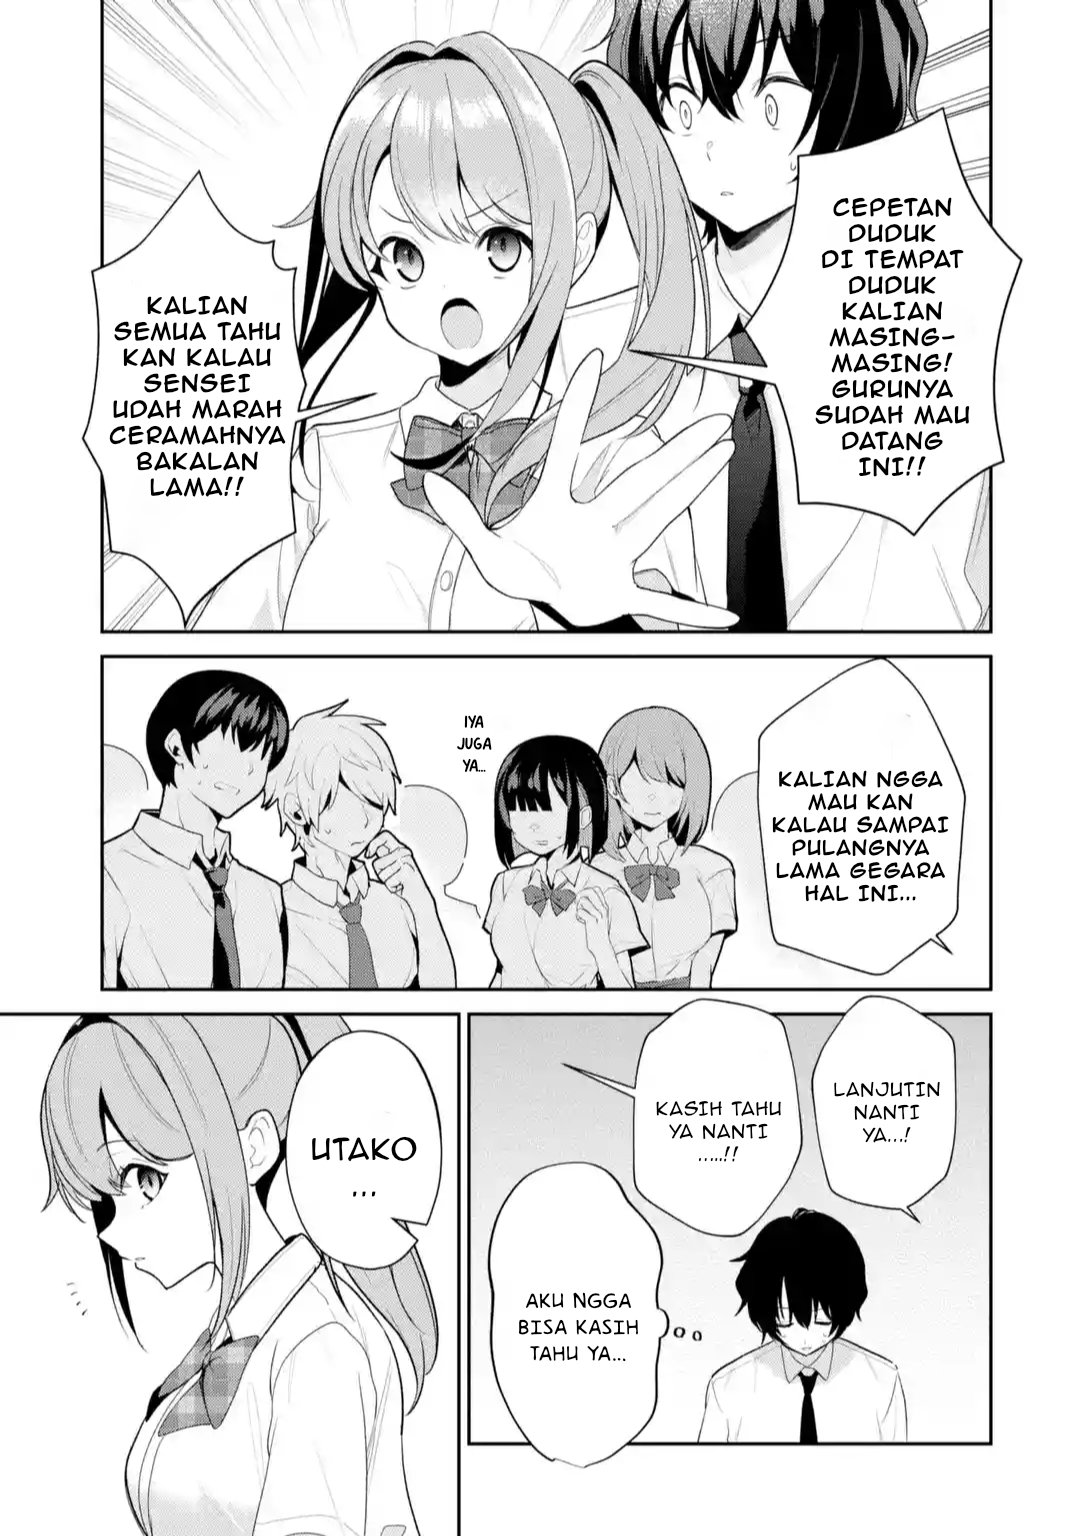 CEPETAN
DUDUK
DI TEMPAT
DUDUK
KALIAN
MASING-
MASING!
GURUNYA
SUDAH MAU
DATANG
INI!!
KALIAN
SEMUA TAHU
KAN KALAU
SENSEI
UDAH MARAH
CERAMAHNYA
BAKALAN
LAMA!!
KALIAN NGGA
MAU KAN
KALAU SAMPAI
PULANGNYA
LAMA GEGARA
HAL INI...
IYA
JUGA
YA...
LANJUTIN
NANTI
YA...!
KASIH TAHU
YA NANTI
.....!!
AKU NGGA
BISA KASIH
TAHU YA...
UTAKO
...